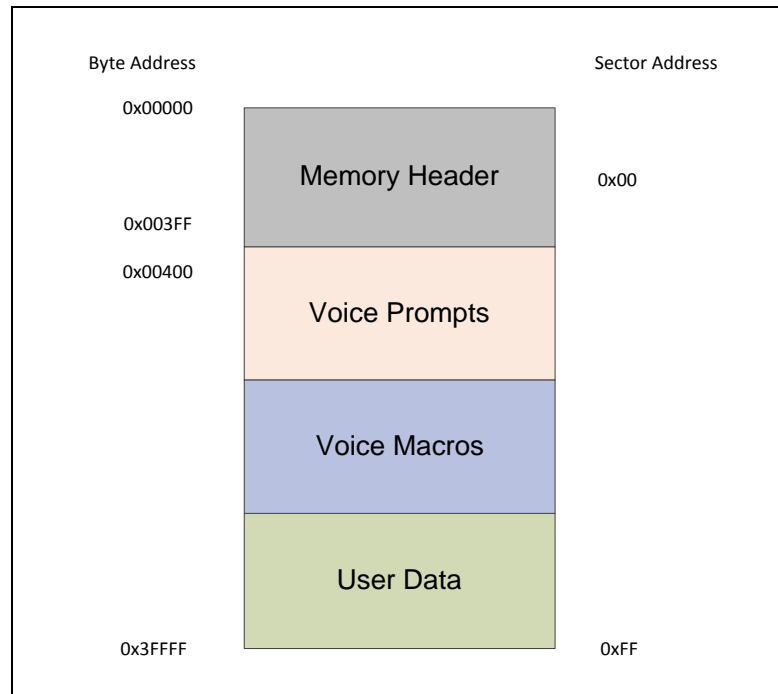 Byte Address
Sector Address
0x00000
Memory Header
0x00
0x003FF
0x00400
Voice Prompts
Voice Macros
User Data
0x3FFFF
0xFF